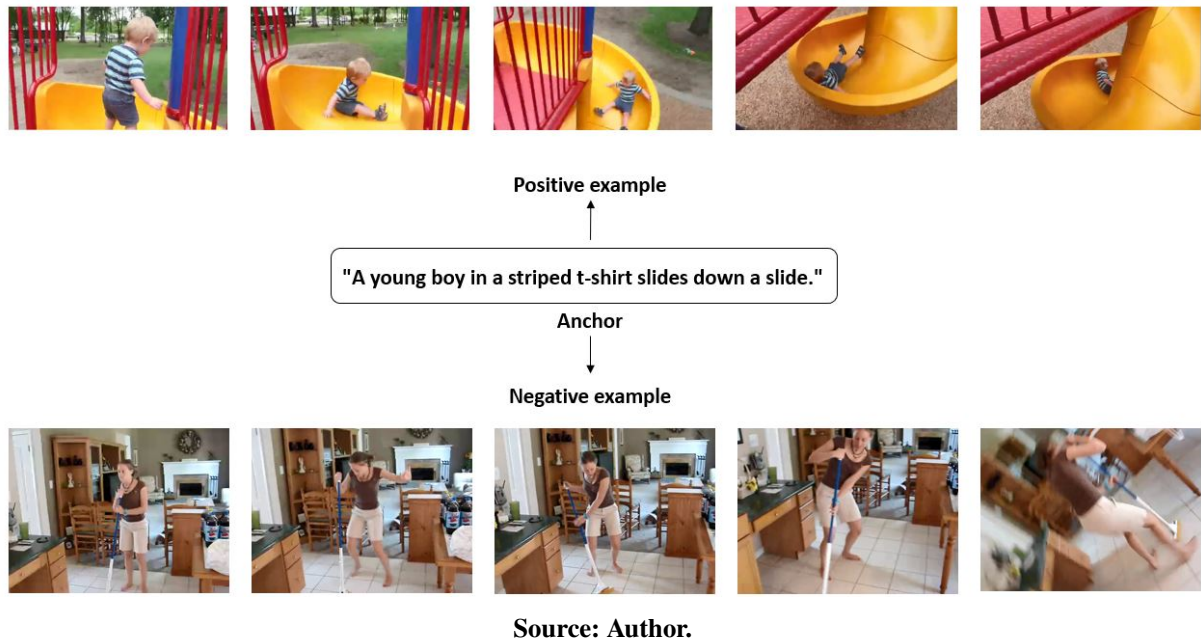 Positive example
"A young boy in a striped t-shirt slides down a slide."
Anchor
Negative example
Source: Author.